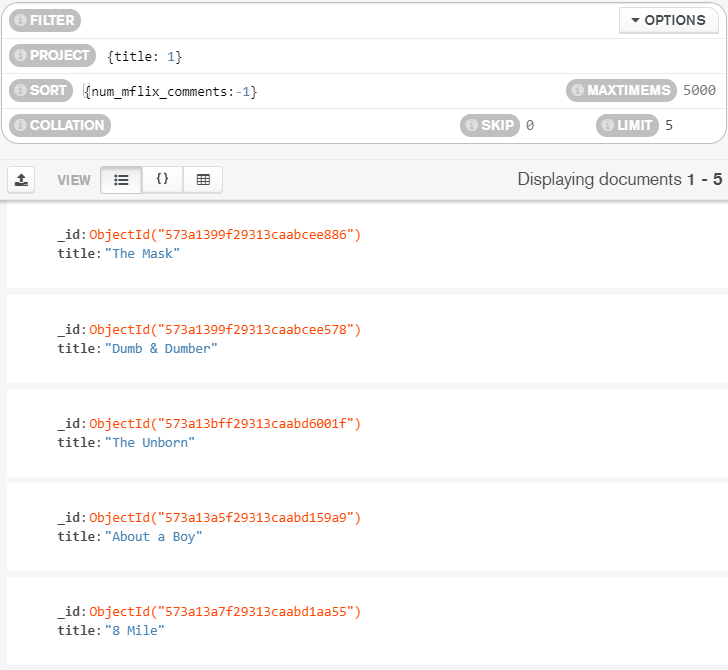 FILTER OPTIONS
PROJECT {title: 1}
SORT {num_mflix_comments:-1} MAXTIMEMS 5000
COLLATION SKIP 0 LIMIT 5
VIEW {} Displaying documents 1 - 5
_id:ObjectId("573a1399f29313caabcee886")
title:"The Mask"
_id:ObjectId("573a1399f29313caabcee578")
title:"Dumb & Dumber"
_id:ObjectId("573a13bff29313caabd6001f")
title:"The Unborn"
_id:ObjectId("573a13a5f29313caabd159a9")
title:"About a Boy"
_id:ObjectId("573a13a7f29313caabd1aa55")
title:"8 Mile"